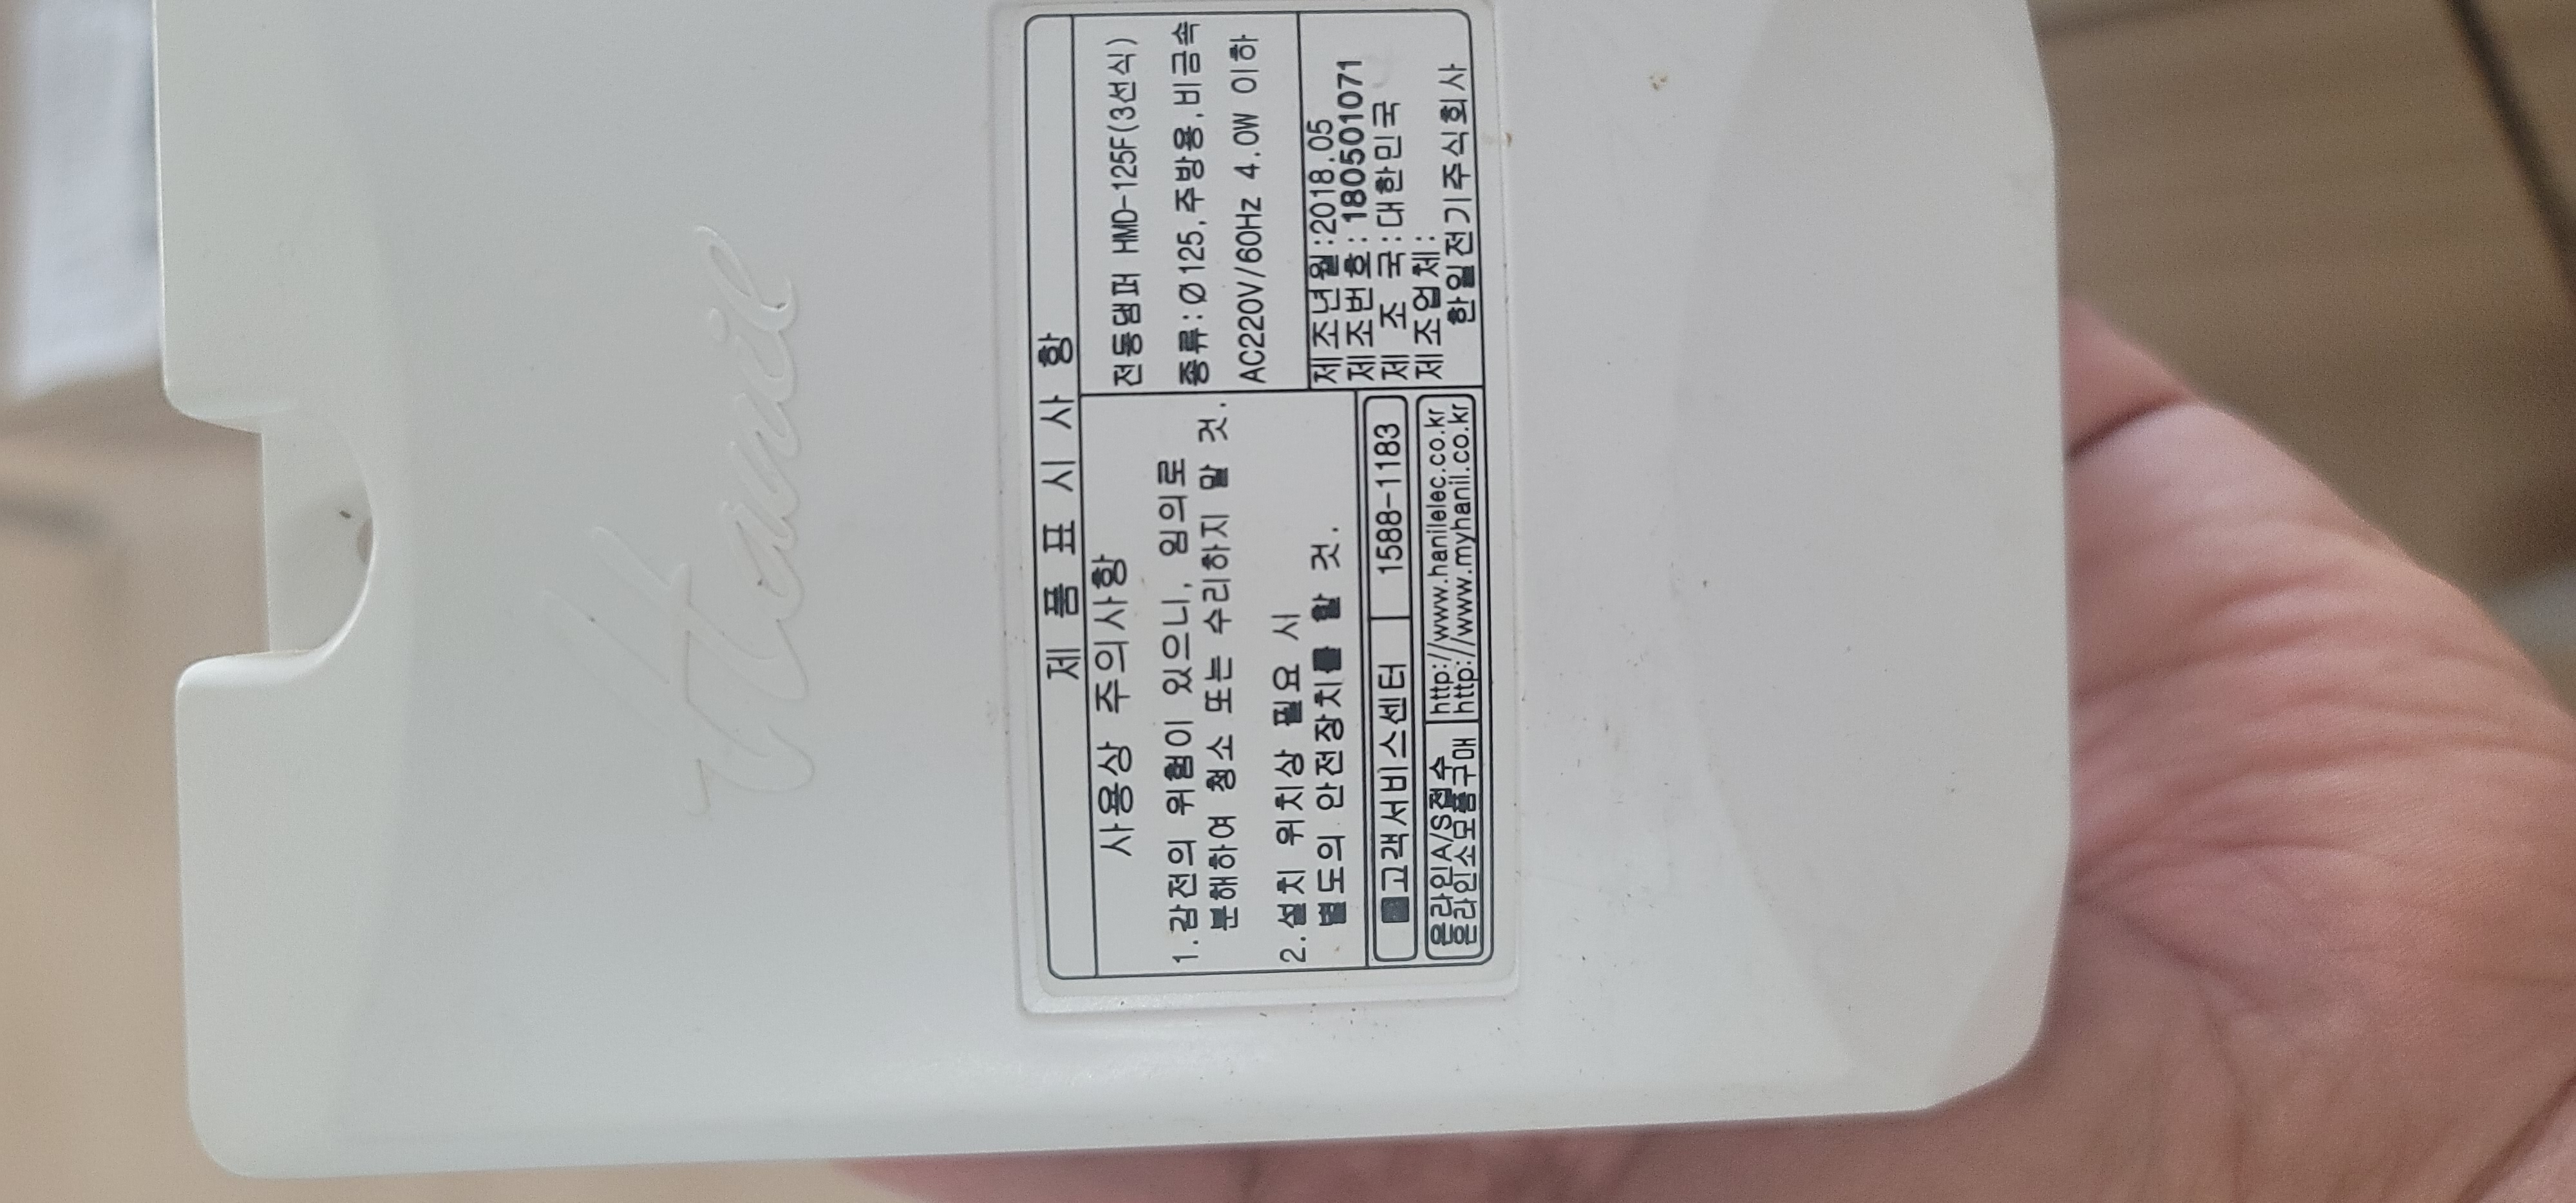 Hanil
제 품 표 시 사 항
사용상 주의사항
1.감전의 위험이 있으니, 임의로
분해하여 청소 또는 수리하지 말 것.
2.설치 위치상 필요 시
별도의 안전장치를 할 것.
■고객서비스센터 1588-1183
온라인A/S접수 http://www.hanilelec.co.kr
온라인소모품구매 http://www.myhanil.co.kr
전동댐퍼 HMD-125F(3선식)
종류:Ø125,주방용,비금속
AC220V/60Hz 4.0W 이하
제조년월:2018.05
제조번호:180501071
제 조 국:대한민국
제조업체:
한일전기주식회사